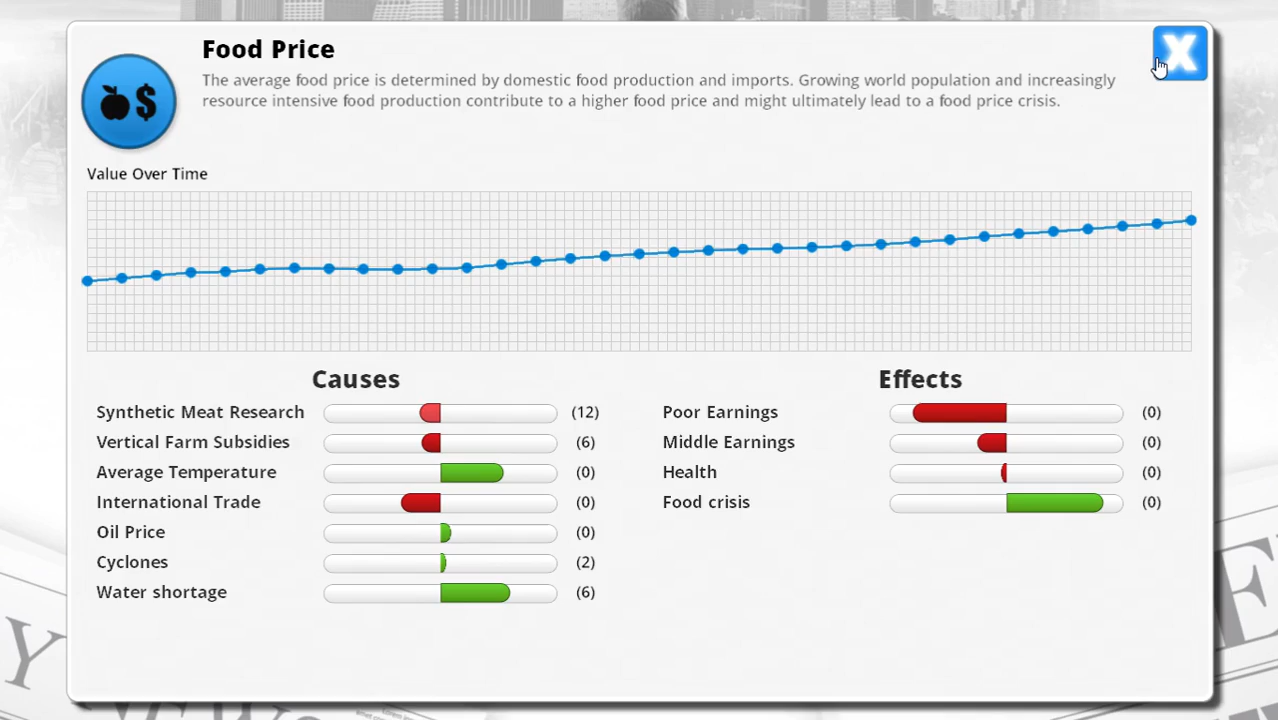 Food Price
The average food price is determined by domestic food production and imports. Growing world population and increasingly
resource intensive food production contribute to a higher food price and might ultimately lead to a food price crisis.
Value Over Time
Causes
Synthetic Meat Research (12)
Vertical Farm Subsidies (6)
Average Temperature (0)
International Trade (0)
Oil Price (0)
Cyclones (2)
Water shortage (6)
Effects
Poor Earnings (0)
Middle Earnings (0)
Health (0)
Food crisis (0)